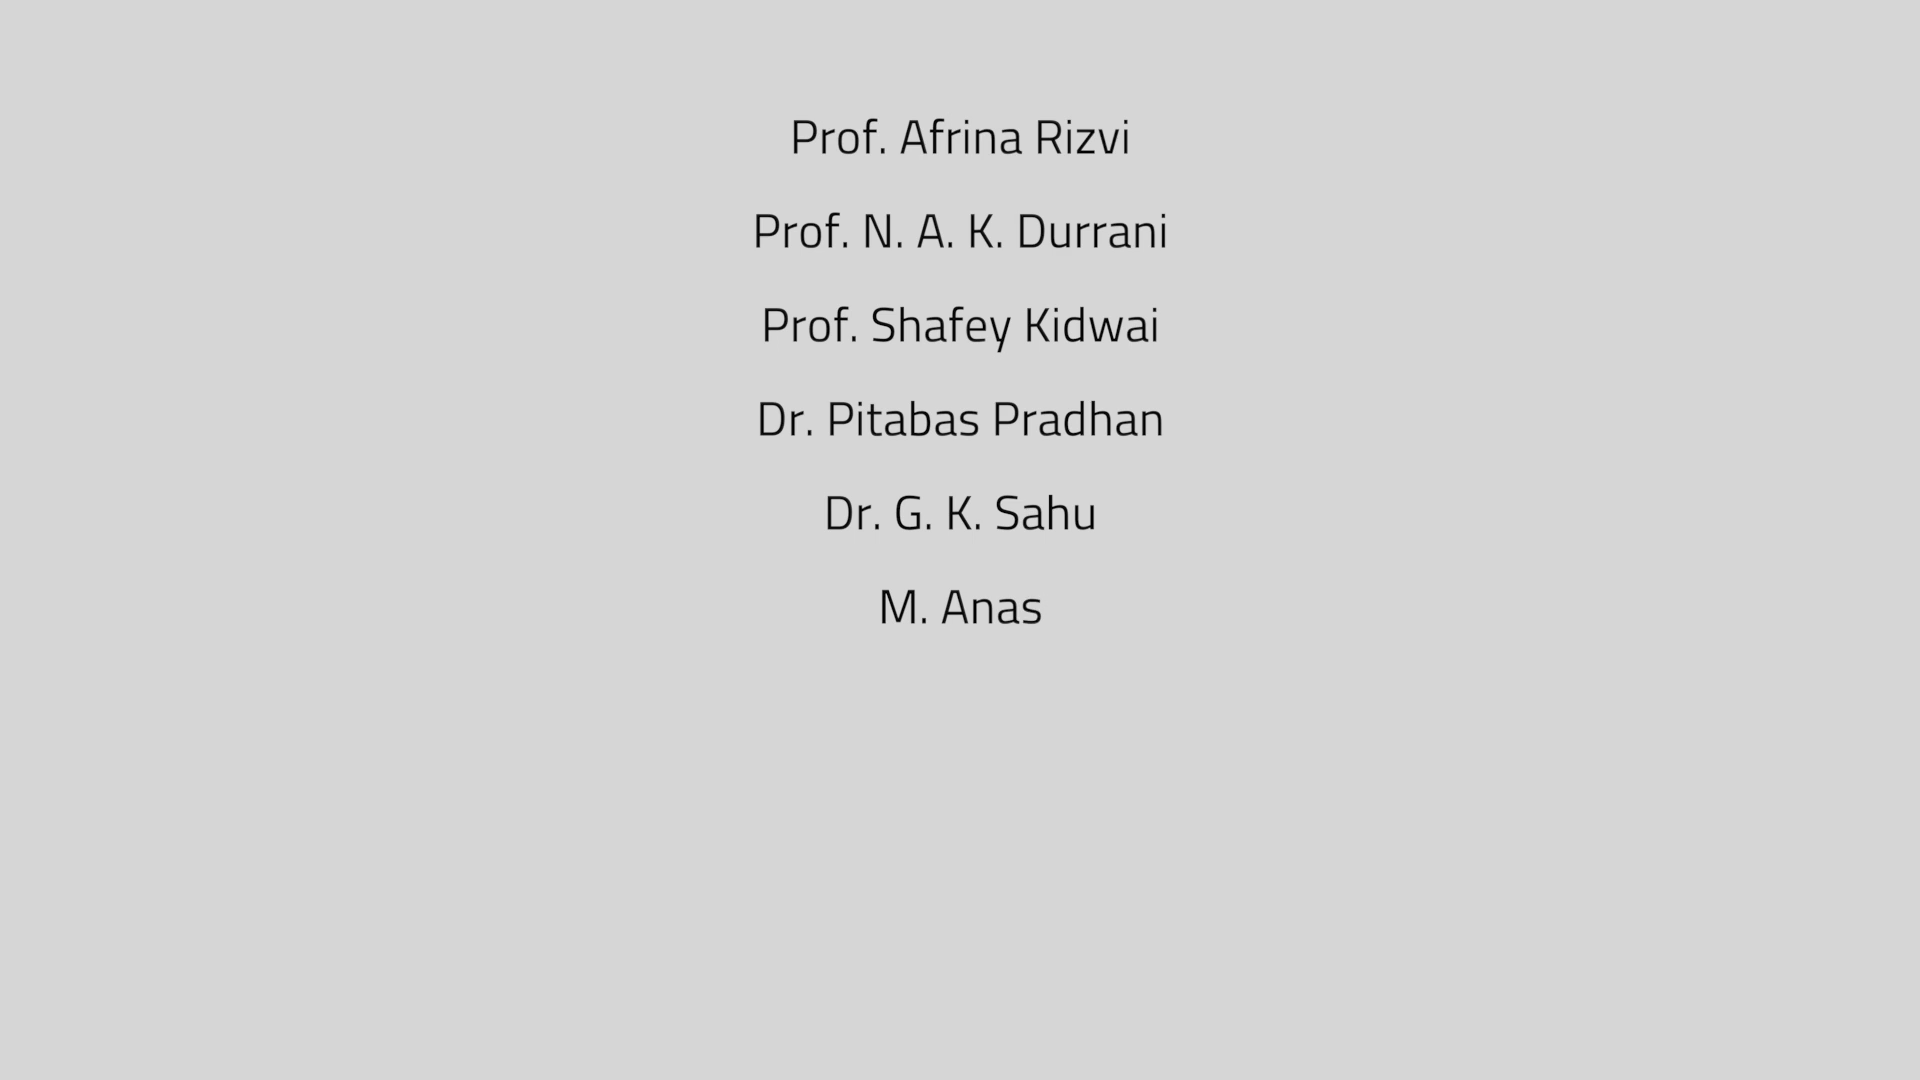 Prof. Afrina Rizvi
Prof. N. A. K. Durrani
Prof. Shafey Kidwai
Dr. Pitabas Pradhan
Dr. G. K. Sahu
M. Anas